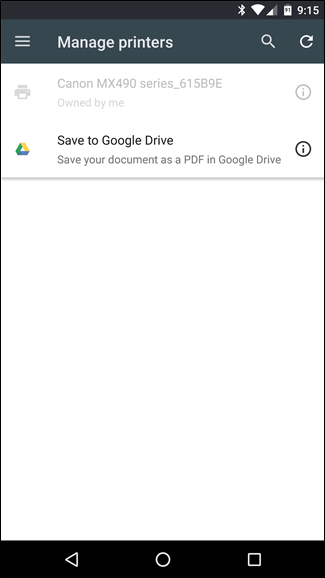 9:15
Manage printers
Canon MX490 series_615B9E
Owned by me
Save to Google Drive
Save your document as a PDF in Google Drive